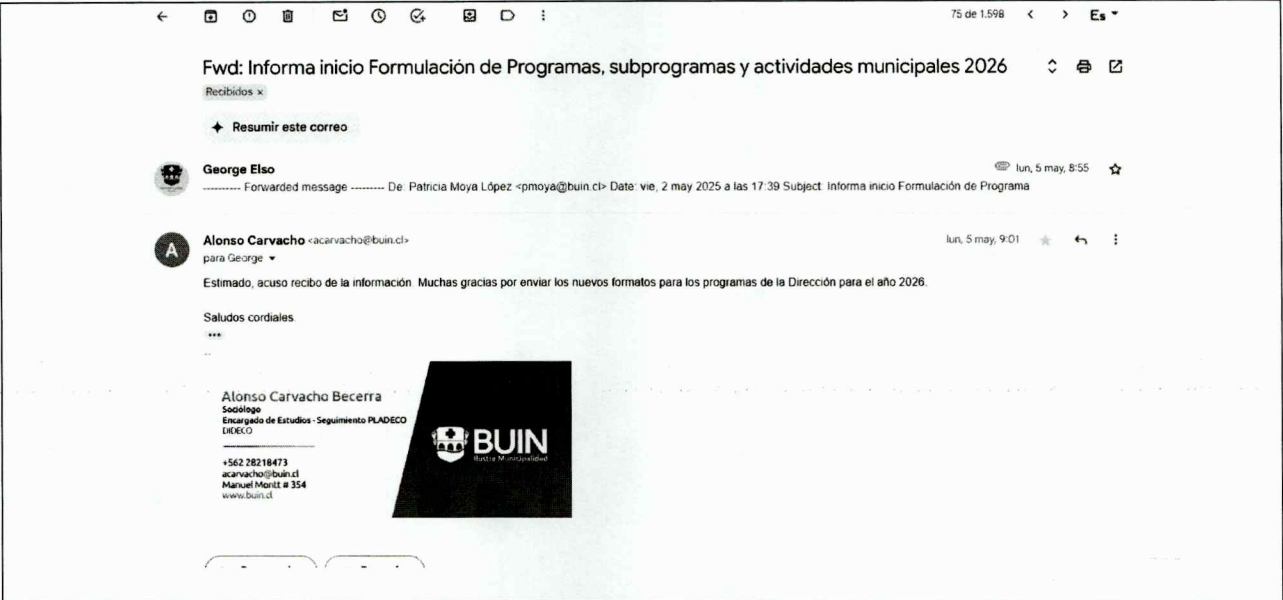 75 de 1.598
Es
Fwd: Informa inicio Formulación de Programas, subprogramas y actividades municipales 2026
Recibidos x
Resumir este correo
George Elso
lun, 5 may, 8:55
---------- Forwarded message --------- De: Patricia Moya López <pmoya@buin.cl> Date: vie, 2 may 2025 a las 17:39 Subject: Informa inicio Formulación de Programa
A
Alonso Carvacho <acarvacho@buin.cl>
lun, 5 may, 9:01
para George
Estimado, acuso recibo de la información. Muchas gracias por enviar los nuevos formatos para los programas de la Dirección para el año 2026.
Saludos cordiales
...
--
Alonso Carvacho Becerra
Sociólogo
Encargado de Estudios - Seguimiento PLADECO
DIDECO
+562 28218473
acarvacho@buin.cl
Manuel Montt # 354
www.buin.cl
BUIN
Ilustre Municipalidad